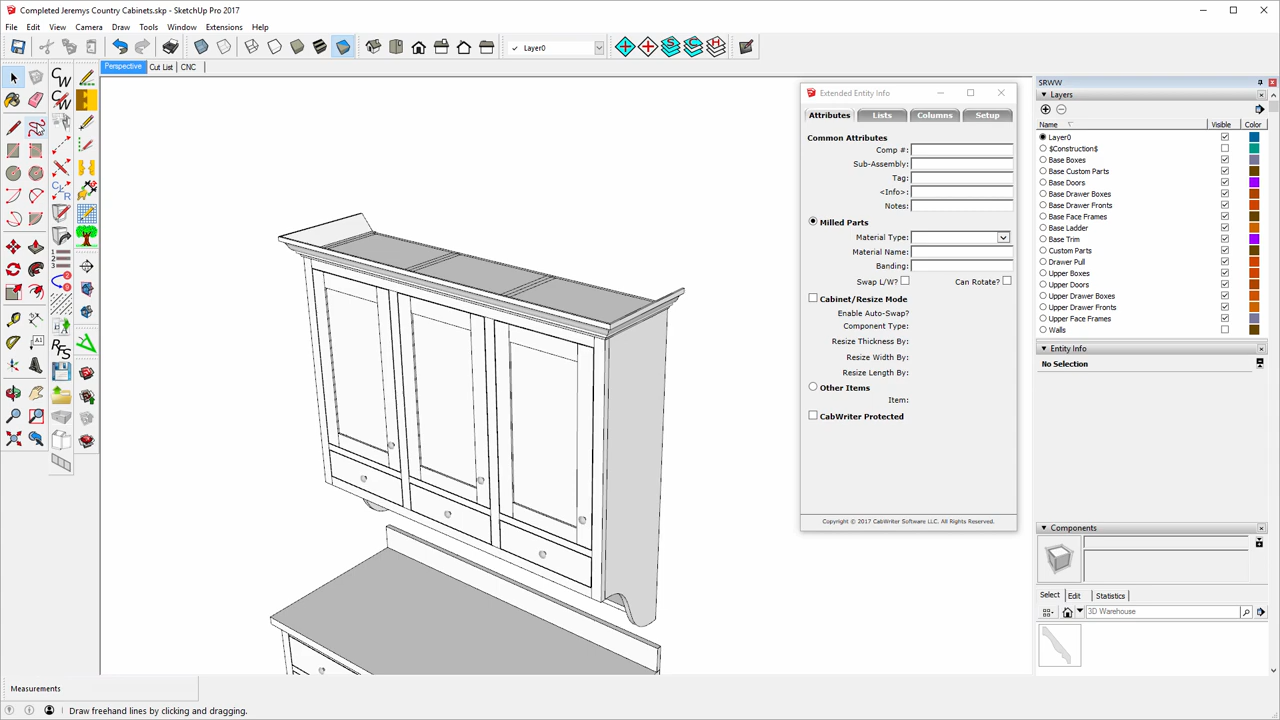 Completed Jeremys Country Cabinets.skp - SketchUp Pro 2017
File Edit View Camera Draw Tools Window Extensions Help
Layer0
Perspective Cut List CNC
Extended Entity Info
Attributes Lists Columns Setup
Common Attributes
Comp #:
Sub-Assembly:
Tag:
<Info>:
Notes:
Milled Parts
Material Type:
Material Name:
Banding:
Swap L/W? Can Rotate?
Cabinet/Resize Mode
Enable Auto-Swap?
Component Type:
Resize Thickness By:
Resize Width By:
Resize Length By:
Other Items
Item:
CabWriter Protected
Copyright © 2017 CabWriter Software LLC. All Rights Reserved.
SRWW
Layers
Name Visible Color
Layer0
$Construction$
Base Boxes
Base Custom Parts
Base Doors
Base Drawer Boxes
Base Drawer Fronts
Base Face Frames
Base Ladder
Base Trim
Custom Parts
Drawer Pull
Upper Boxes
Upper Doors
Upper Drawer Boxes
Upper Drawer Fronts
Upper Face Frames
Walls
Entity Info
No Selection
Components
Select Edit Statistics
3D Warehouse
Measurements
Draw freehand lines by clicking and dragging.